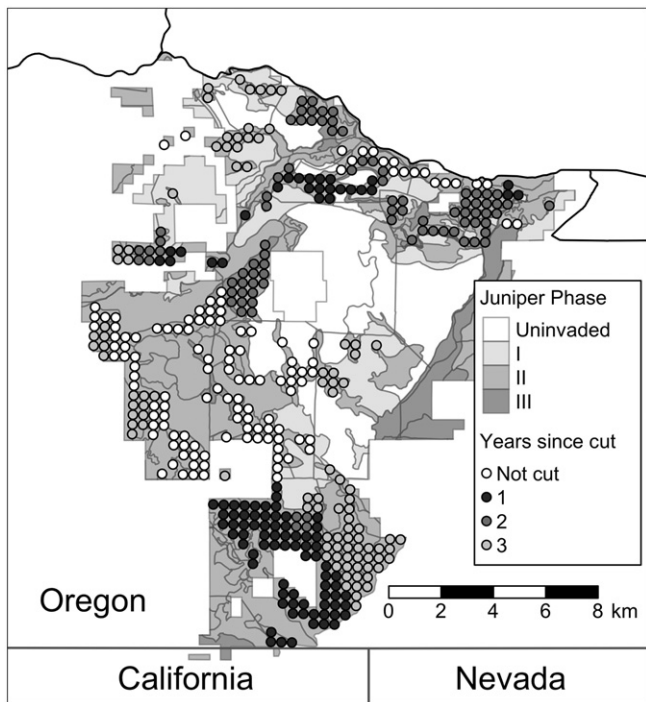 Juniper Phase
Uninvaded
I
II
III
Years since cut
Not cut
1
2
3
0 2 4 6 8 km
Oregon
California Nevada